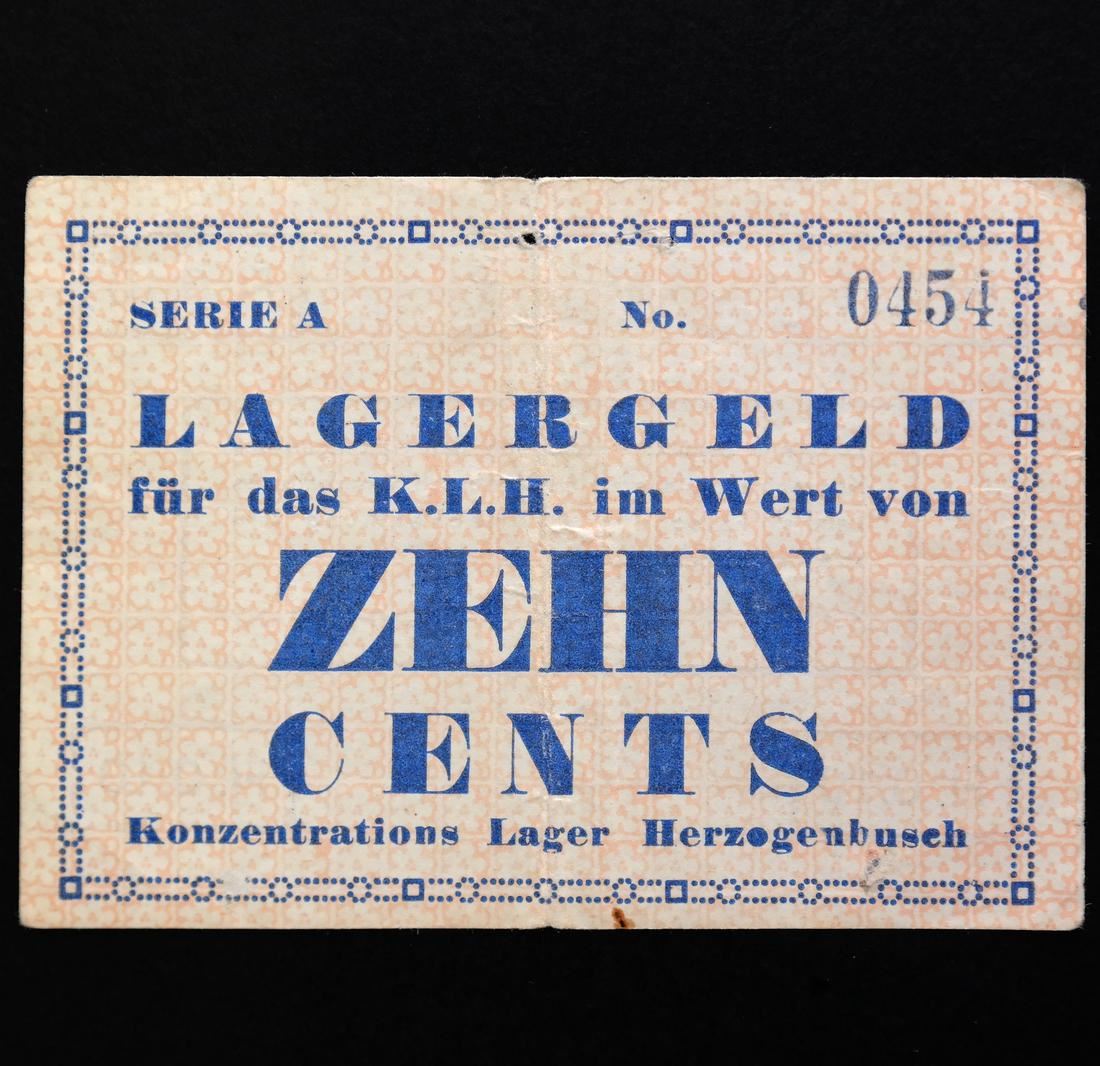 SERIE A No. 0454
LAGERGELD
für das K.L.H. im Wert von
ZEHN
CENTS
Konzentrations Lager Herzogenbusch